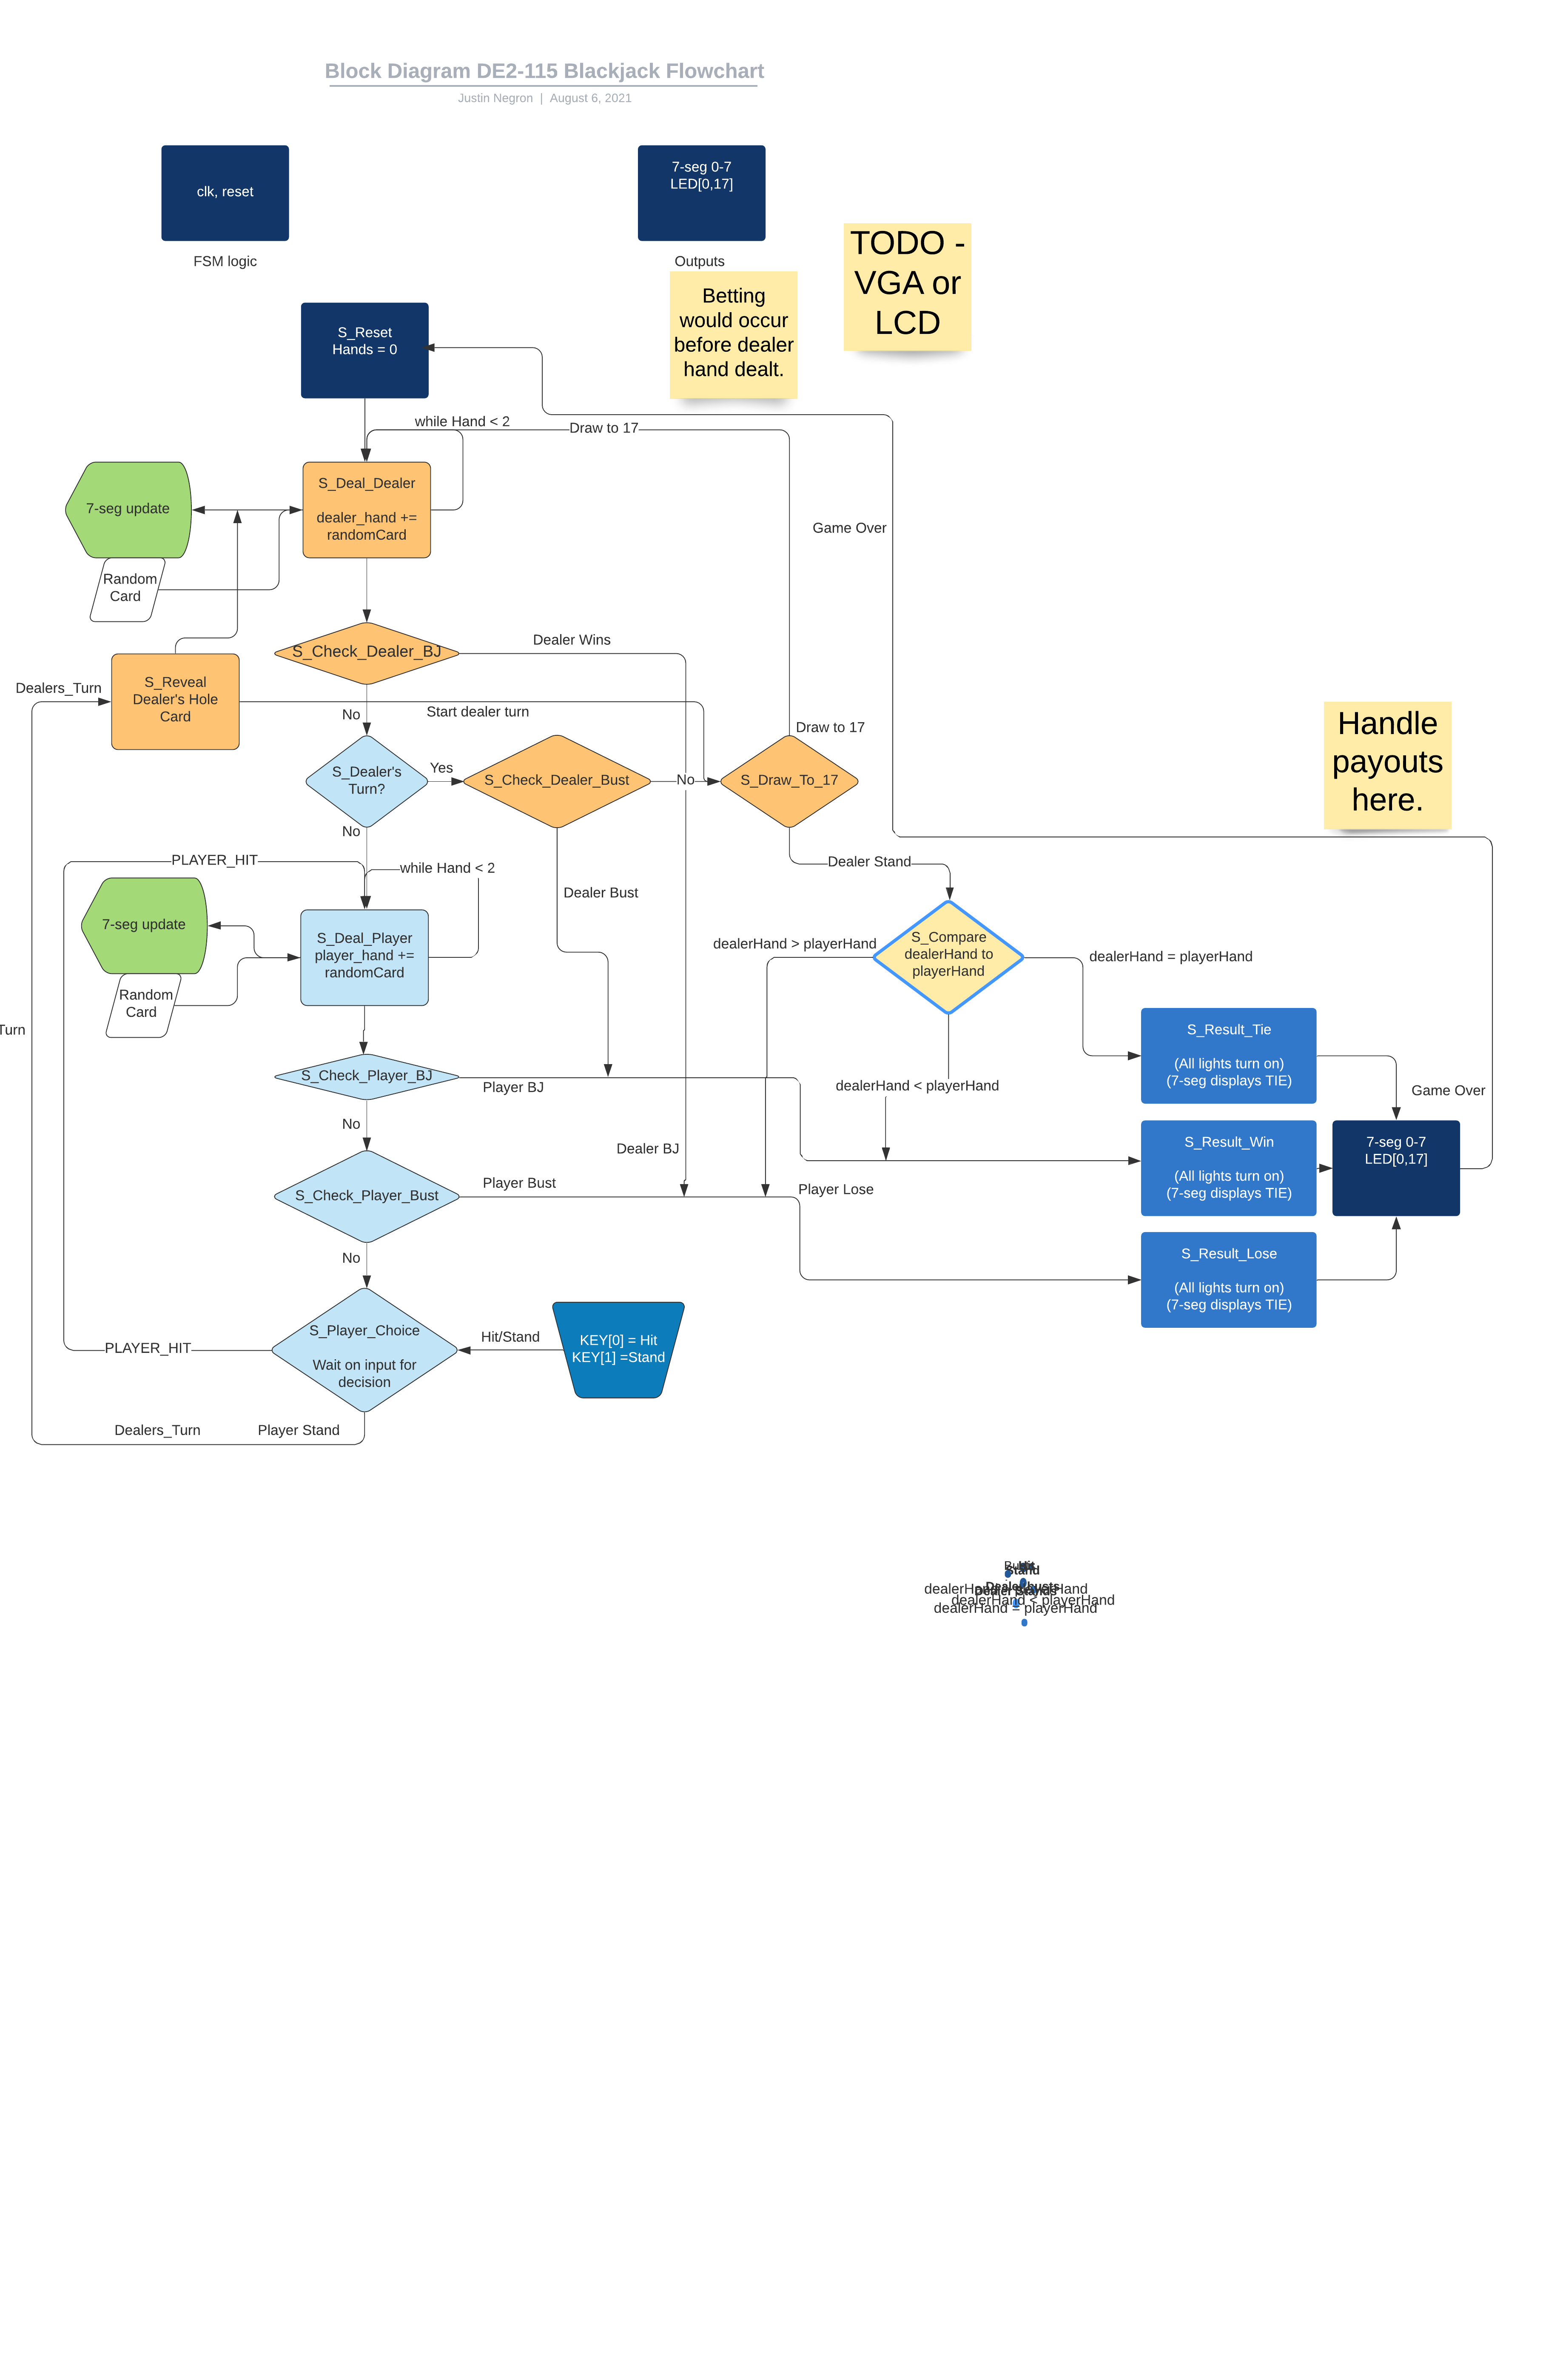 Block Diagram DE2-115 Blackjack Flowchart
Justin Negron | August 6, 2021
clk, reset
FSM logic
7-seg 0-7
LED[0,17]
Outputs
TODO -
VGA or
LCD
Betting
would occur
before dealer
hand dealt.
S_Reset
Hands = 0
while Hand < 2
Draw to 17
S_Deal_Dealer
dealer_hand +=
randomCard
7-seg update
Random
Card
Game Over
S_Check_Dealer_BJ
Dealer Wins
Dealers_Turn
S_Reveal
Dealer's Hole
Card
No
Start dealer turn
Draw to 17
S_Dealer's
Turn?
Yes
S_Check_Dealer_Bust
No
S_Draw_To_17
Handle
payouts
here.
No
PLAYER_HIT
while Hand < 2
Dealer Bust
Dealer Stand
7-seg update
Random
Card
S_Deal_Player
player_hand +=
randomCard
dealerHand > playerHand
S_Compare
dealerHand to
playerHand
dealerHand = playerHand
Turn
S_Result_Tie
(All lights turn on)
(7-seg displays TIE)
S_Check_Player_BJ
Player BJ
dealerHand < playerHand
Game Over
No
Dealer BJ
S_Result_Win
(All lights turn on)
(7-seg displays TIE)
7-seg 0-7
LED[0,17]
S_Check_Player_Bust
Player Bust
Player Lose
No
S_Result_Lose
(All lights turn on)
(7-seg displays TIE)
S_Player_Choice
Wait on input for
decision
PLAYER_HIT
Hit/Stand
KEY[0] = Hit
KEY[1] =Stand
Dealers_Turn
Player Stand
Stand
dealerHand < playerHand
dealerHand = playerHand